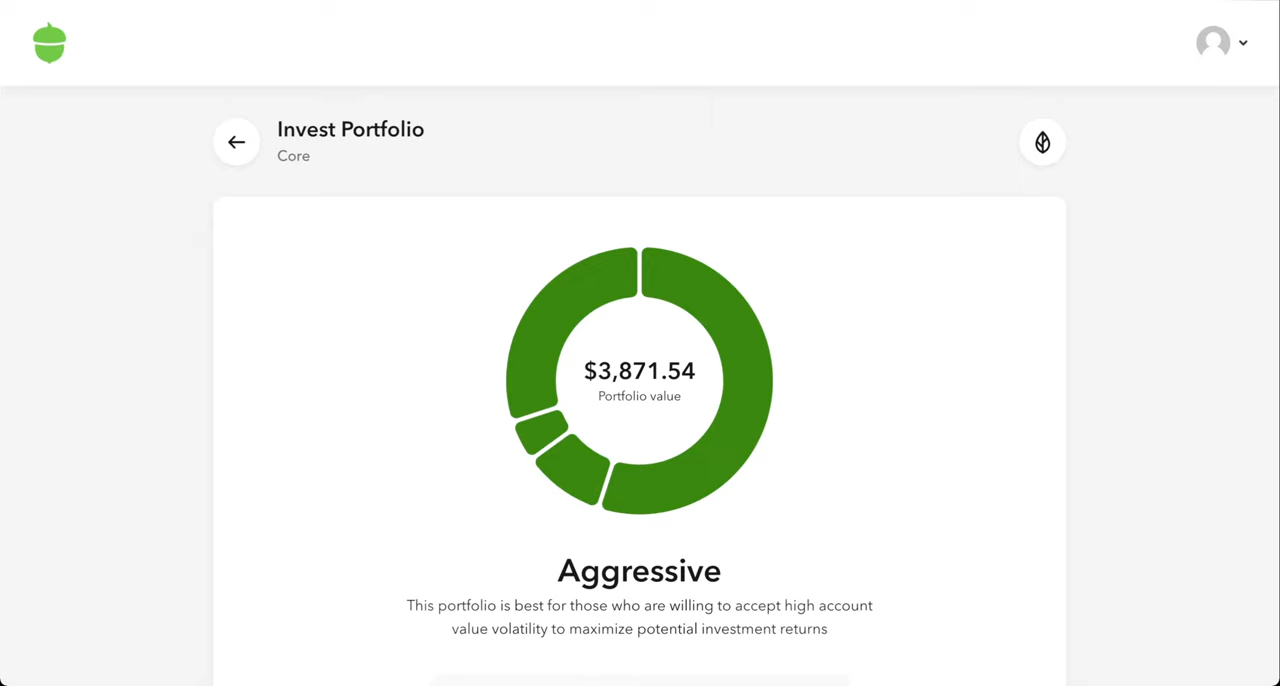 Invest Portfolio
Core
$3,871.54
Portfolio value
Aggressive
This portfolio is best for those who are willing to accept high account
value volatility to maximize potential investment returns